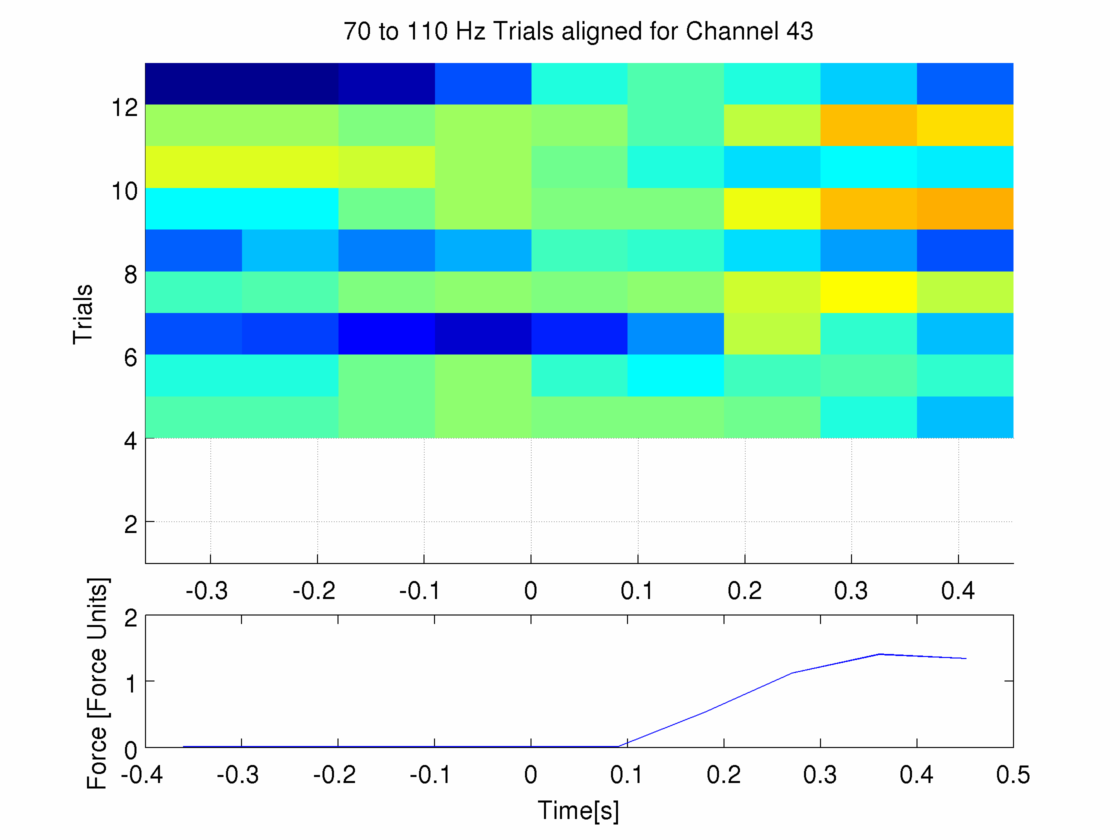 70 to 110 Hz Trials aligned for Channel 43
12
10
8
6
4
2
Trials
-0.3 -0.2 -0.1 0 0.1 0.2 0.3 0.4
2
1
0
Force [Force Units]
-0.4 -0.3 -0.2 -0.1 0 0.1 0.2 0.3 0.4 0.5
Time[s]